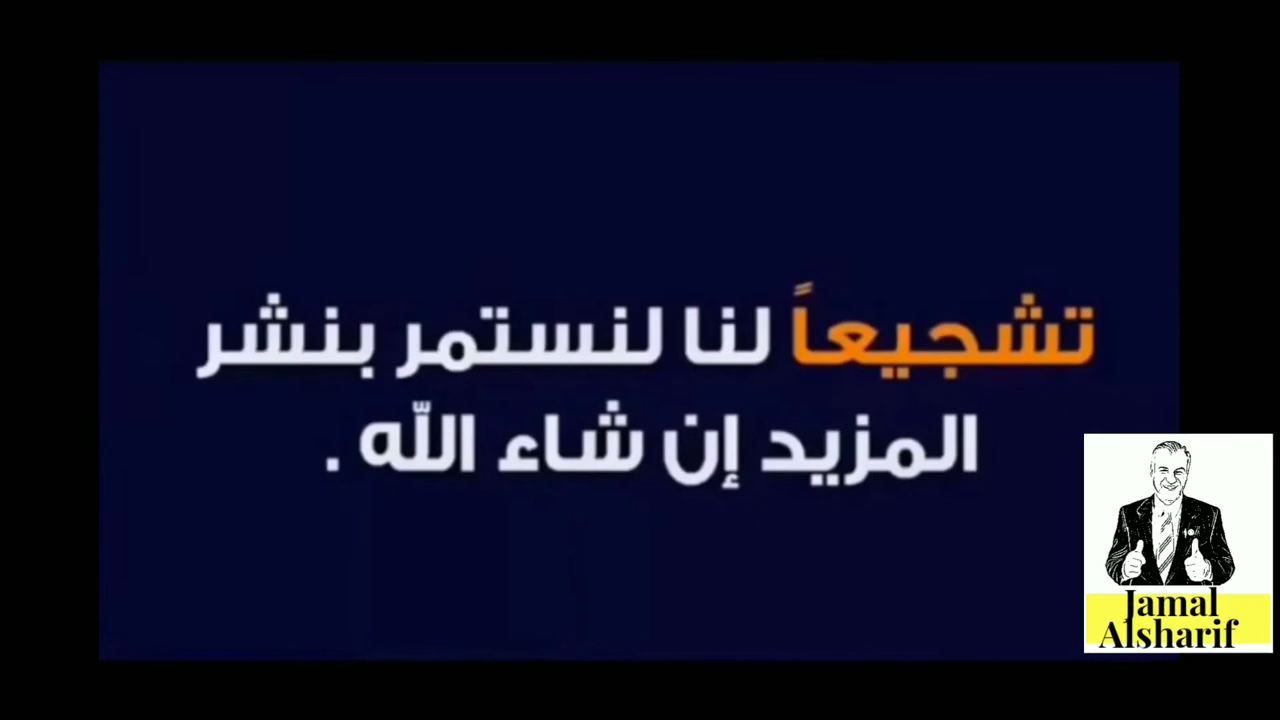 تشجيعاً لنا لنستمر بنشر
المزيد إن شاء اللّه .
Jamal
Alsharif